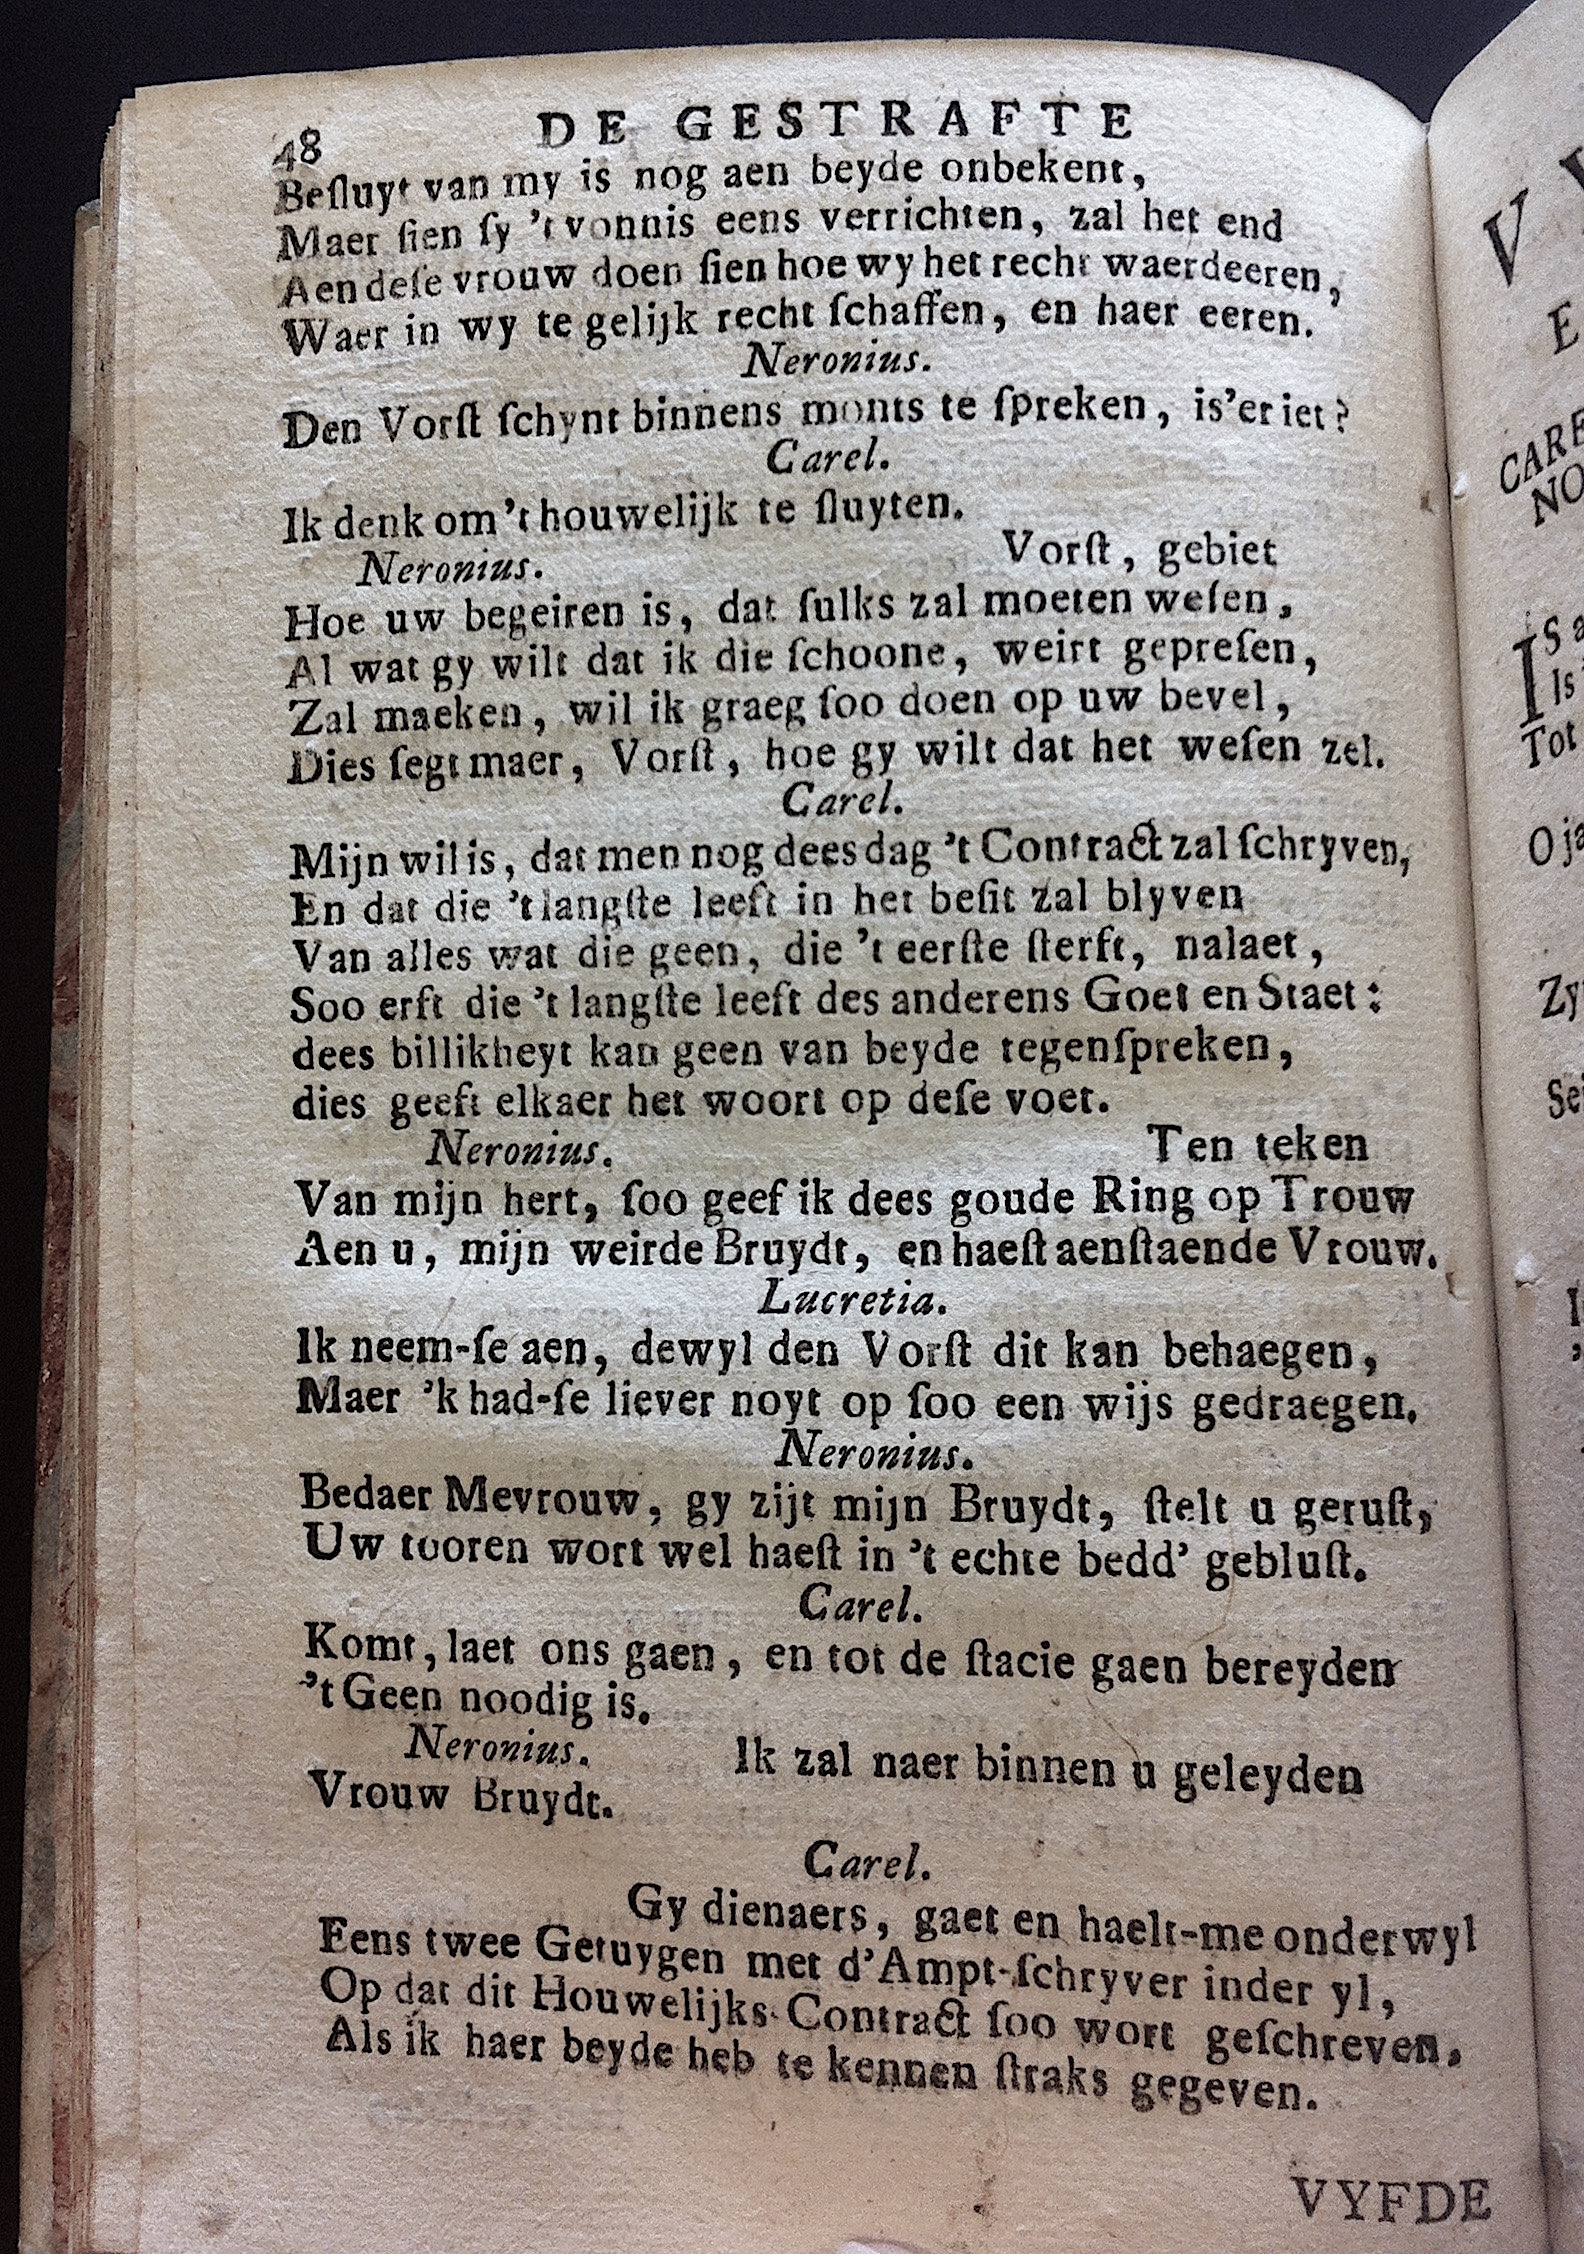 48
DE GESTRAFTE
Beſluyt van my is nog aen beyde onbekent,
Maer ſien ſy 't vonnis eens verrichten, zal het end
Aen deſe vrouw doen ſien hoe wy het recht waerdeeren,
Waer in wy te gelijk recht ſchaffen, en haer eeren.
Neronius.
Den Vorſt ſchynt binnens monts te ſpreken, is'er iet?
Carel.
Ik denk om 't houwelijk te ſluyten.
Neronius. Vorſt, gebiet
Hoe uw begeiren is, dat ſulks zal moeten weſen,
Al wat gy wilt dat ik die ſchoone, weirt gepreſen,
Zal maeken, wil ik graeg ſoo doen op uw bevel,
Dies ſegt maer, Vorſt, hoe gy wilt dat het weſen zel.
Carel.
Mijn wil is, dat men nog dees dag 't Contract zal ſchryven,
En dat die 't langſte leeft in het beſit zal blyven
Van alles wat die geen, die 't eerſte ſterft, nalaet,
Soo erft die 't langſte leeft des anderens Goet en Staet:
dees billikheyt kan geen van beyde tegenſpreken,
dies geeft elkaer het woort op deſe voet.
Neronius. Ten teken
Van mijn hert, ſoo geef ik dees goude Ring op Trouw
Aen u, mijn weirde Bruydt, en haeſt aenſtaende Vrouw.
Lucretia.
Ik neem-ſe aen, dewyl den Vorſt dit kan behaegen,
Maer 'k had-ſe liever noyt op ſoo een wijs gedraegen.
Neronius.
Bedaer Mevrouw, gy zijt mijn Bruydt, ſtelt u geruſt,
Uw tooren wort wel haeſt in 't echte bedd' gebluſt.
Carel.
Komt, laet ons gaen, en tot de ſtacie gaen bereyden
't Geen noodig is.
Neronius. Ik zal naer binnen u geleyden
Vrouw Bruydt.
Carel.
Gy dienaers, gaet en haelt-me onderwyl
Eens twee Getuygen met d'Ampt-ſchryver inder yl,
Op dat dit Houwelijks-Contract ſoo wort geſchreven,
Als ik haer beyde heb te kennen ſtraks gegeven.
VYFDE
V
E
CARE
NO
IS
Is
Tot
O ja
Zy
Se